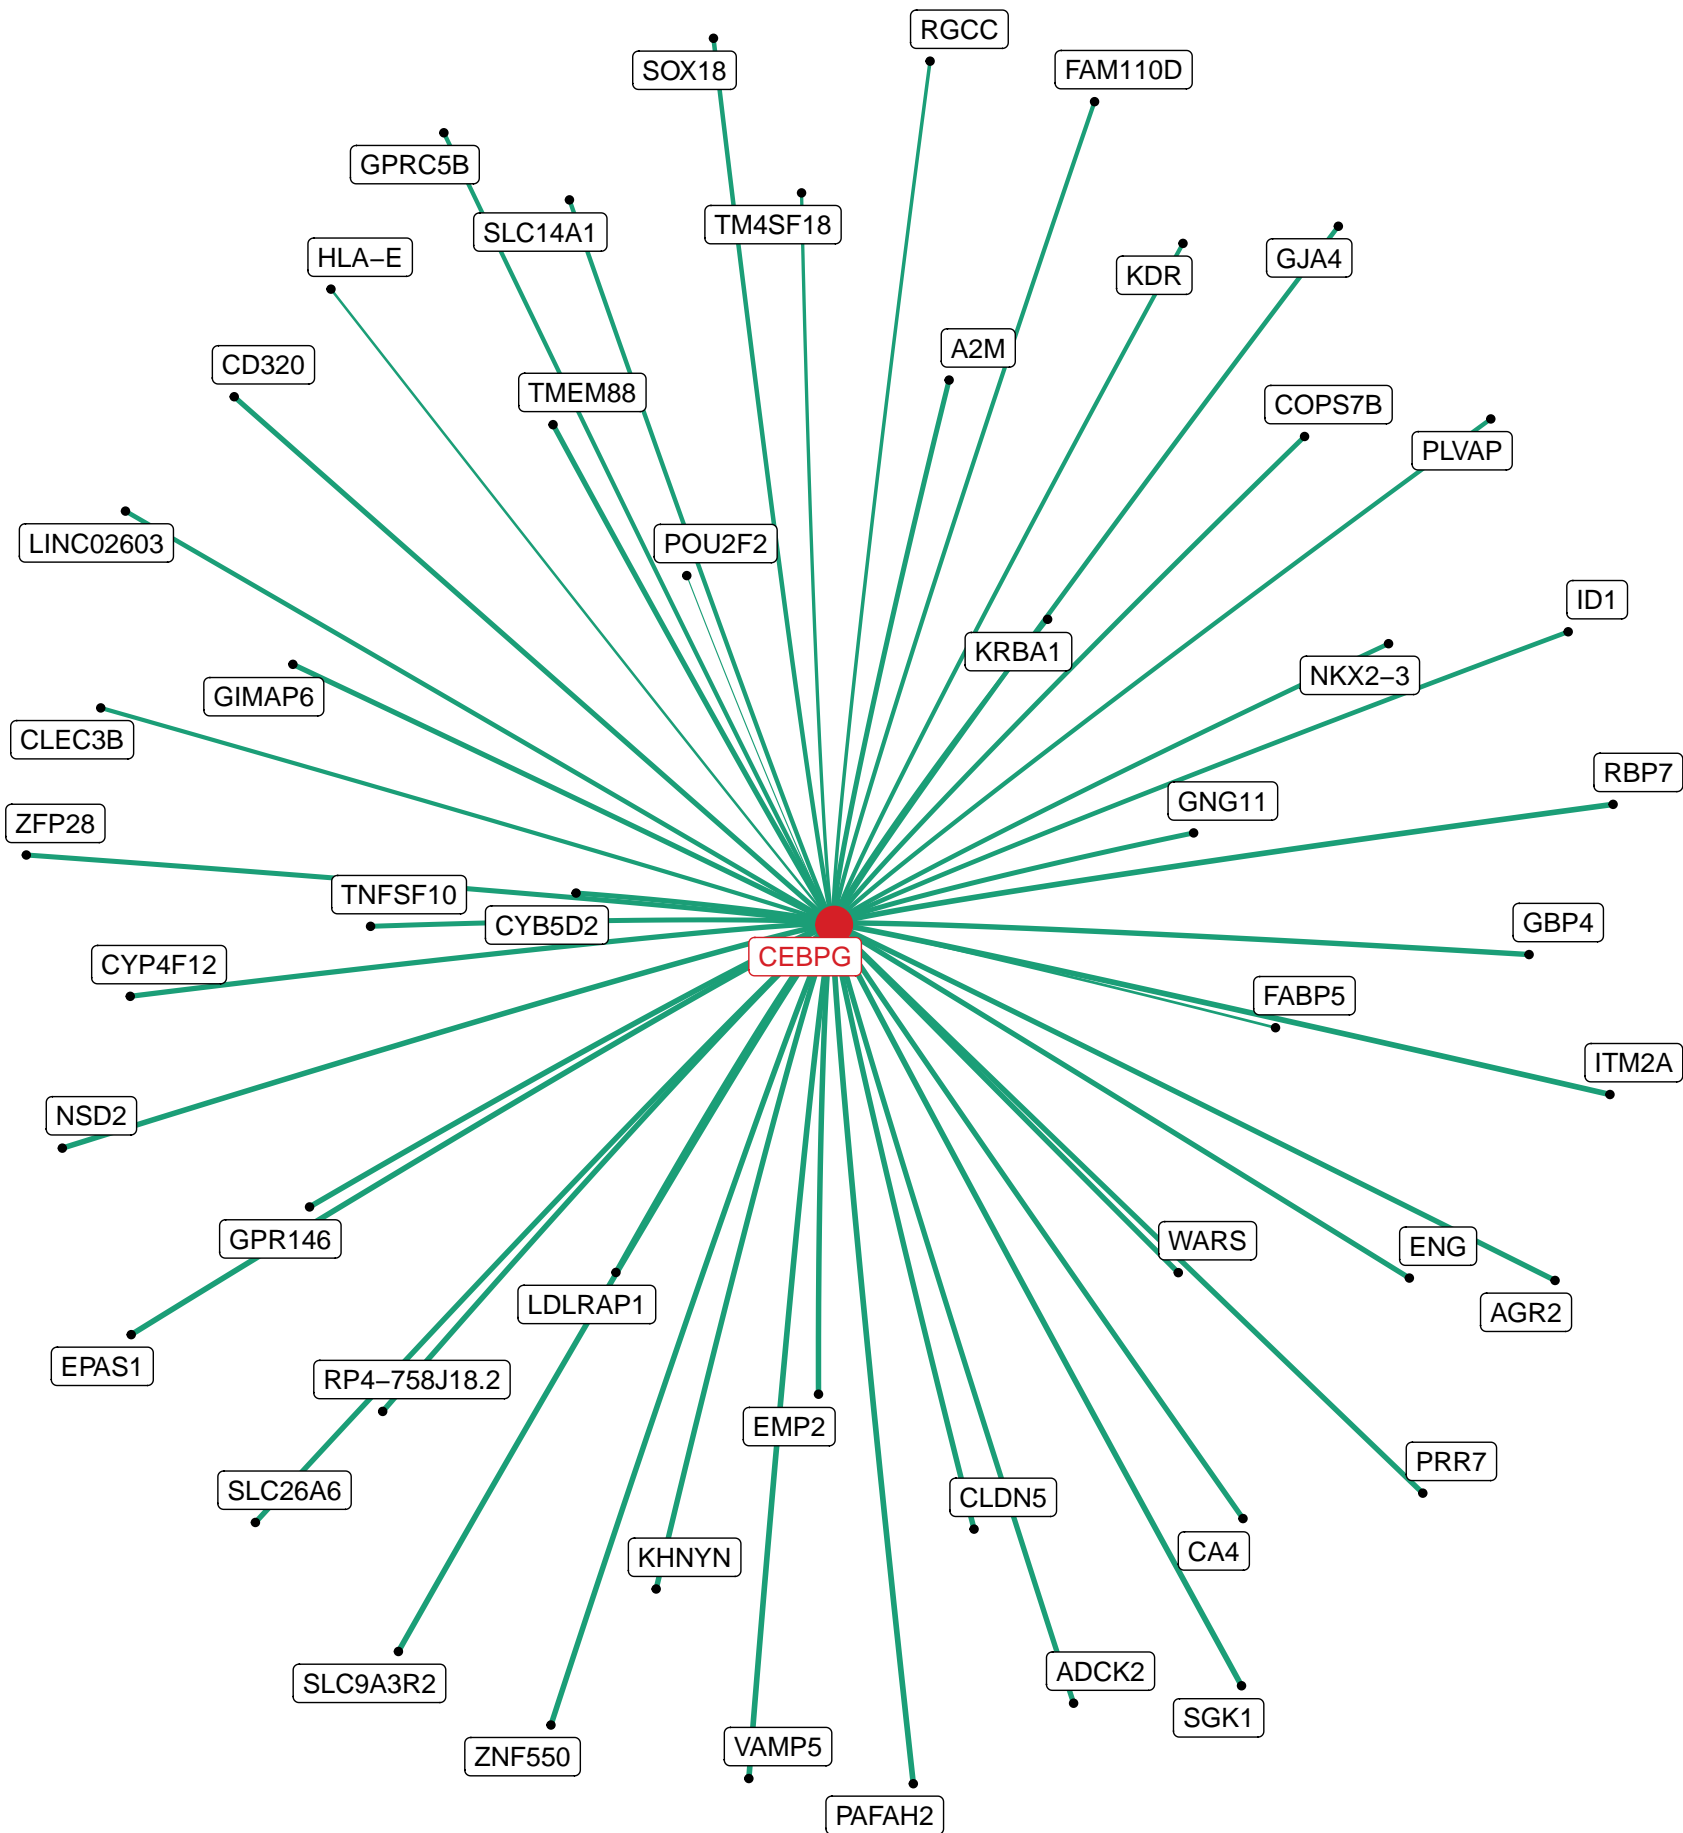 RGCC
SOX18
FAM110D
GPRC5B
SLC14A1
TM4SF18
HLA−E
GJA4
KDR
A2M
CD320
TMEM88
COPS7B
PLVAP
LINC02603
POU2F2
ID1
KRBA1
NKX2−3
GIMAP6
CLEC3B
RBP7
GNG11
ZFP28
TNFSF10
CYB5D2
GBP4
CEBPG
CYP4F12
FABP5
ITM2A
NSD2
GPR146
WARS
ENG
LDLRAP1
AGR2
EPAS1
RP4−758J18.2
EMP2
PRR7
SLC26A6
CLDN5
CA4
KHNYN
ADCK2
SLC9A3R2
SGK1
VAMP5
ZNF550
PAFAH2